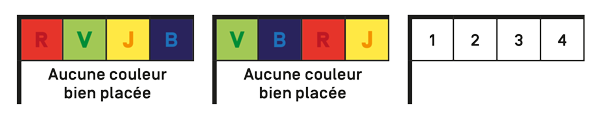 R V J B
Aucune couleur
bien placée
V B R J
Aucune couleur
bien placée
1 2 3 4